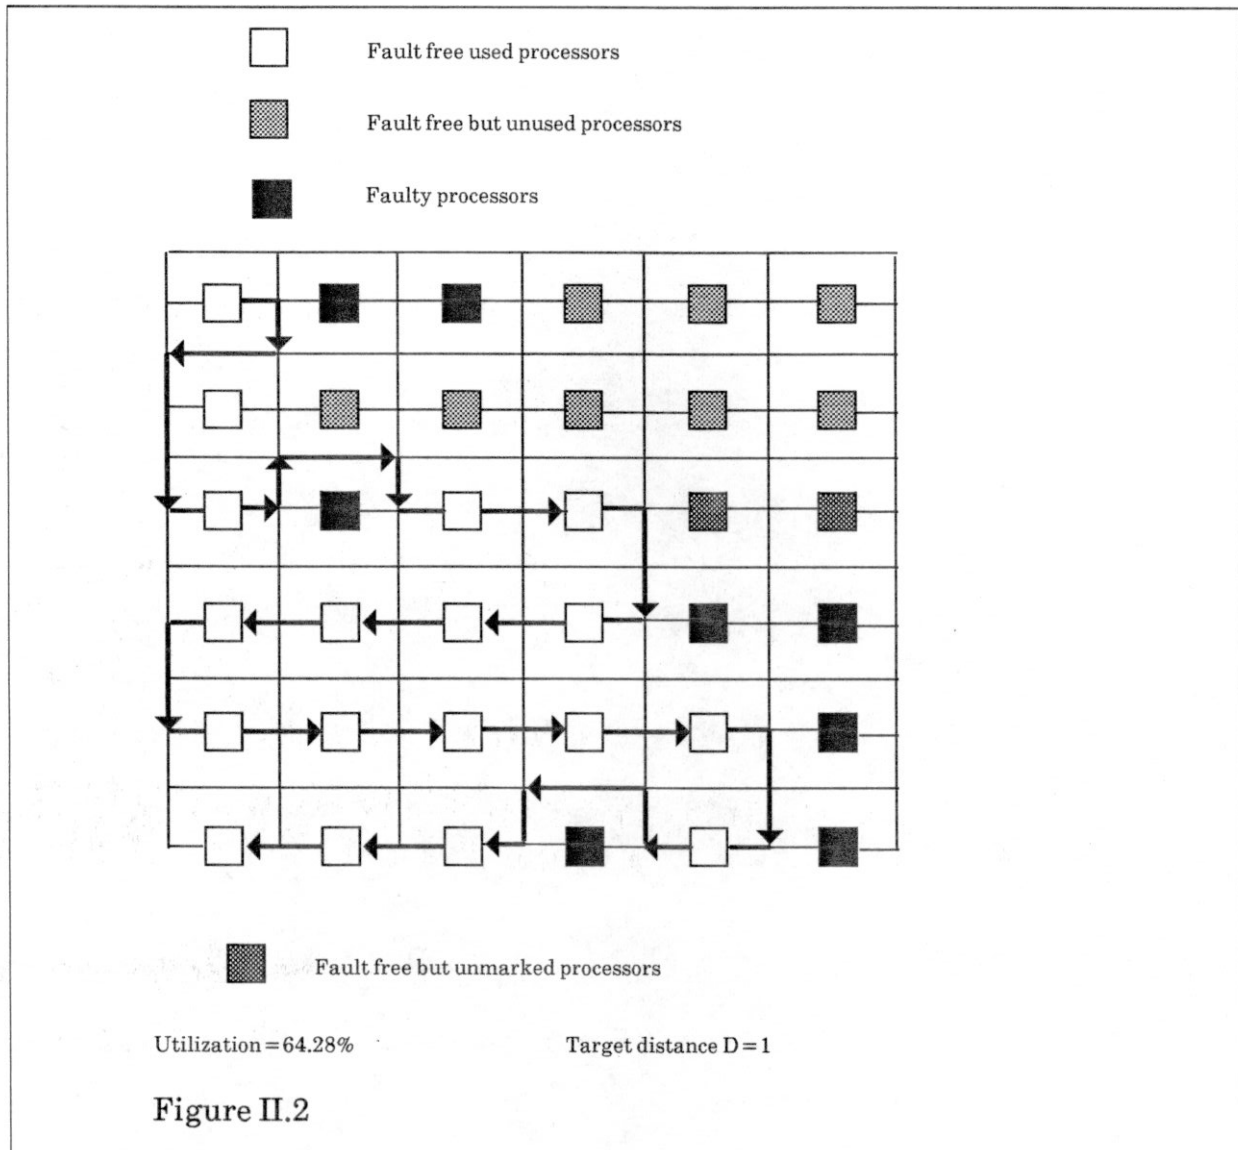 Fault free used processors
Fault free but unused processors
Faulty processors
Fault free but unmarked processors
Utilization=64.28%
Target distance D=1
Figure II.2